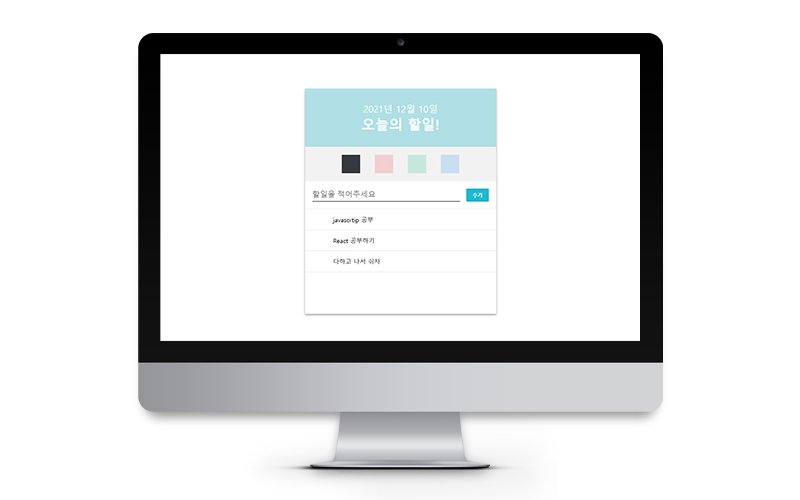 2021년 12월 10일
오늘의 할일!
할일을 적어주세요
추가
javascrtip 공부
React 공부하기
다하고 나서 쉬자